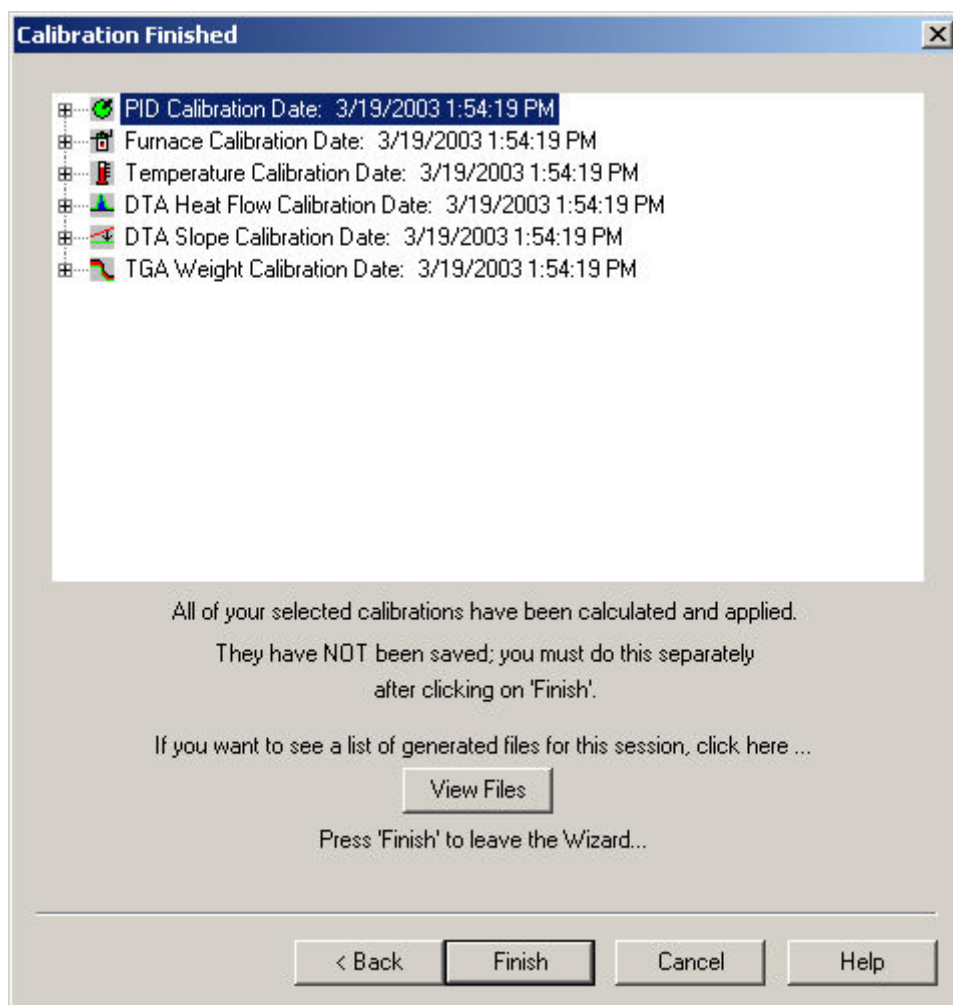 Calibration Finished
PID Calibration Date: 3/19/2003 1:54:19 PM
Furnace Calibration Date: 3/19/2003 1:54:19 PM
Temperature Calibration Date: 3/19/2003 1:54:19 PM
DTA Heat Flow Calibration Date: 3/19/2003 1:54:19 PM
DTA Slope Calibration Date: 3/19/2003 1:54:19 PM
TGA Weight Calibration Date: 3/19/2003 1:54:19 PM
All of your selected calibrations have been calculated and applied.
They have NOT been saved; you must do this separately
after clicking on 'Finish'.
If you want to see a list of generated files for this session, click here ...
View Files
Press 'Finish' to leave the Wizard...
< Back Finish Cancel Help